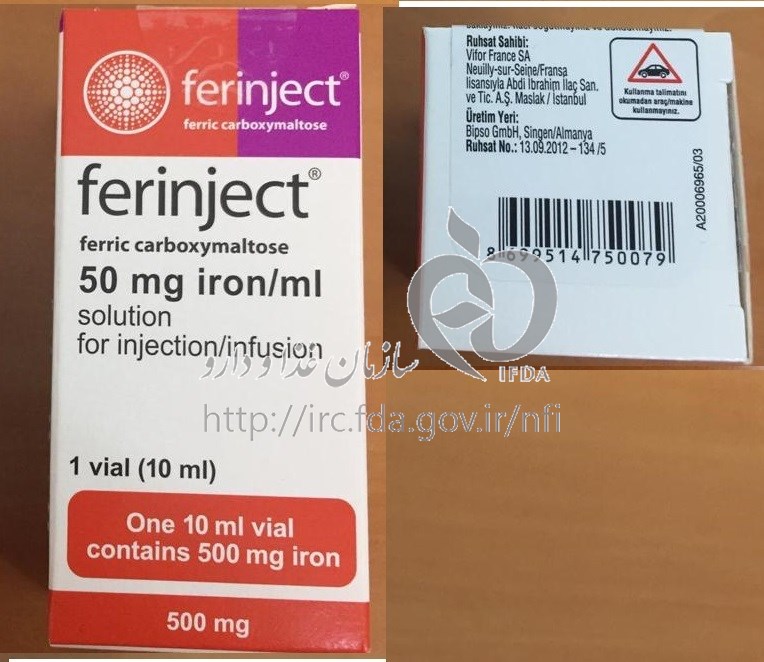 ferinject®
ferric carboxymaltose
ferinject®
ferric carboxymaltose
50 mg iron/ml
solution
for injection/infusion
1 vial (10 ml)
One 10 ml vial
contains 500 mg iron
500 mg
Ruhsat Sahibi:
Vifor France SA
Neuilly-sur-Seine/Fransa
lisansıyla Abdi İbrahim İlaç San.
ve Tic. A.Ş. Maslak / İstanbul
Üretim Yeri:
Bipso GmbH, Singen/Almanya
Ruhsat No.: 13.09.2012 – 134 /5
Kullanma talimatını
okumadan araç/makine
kullanmayınız.
A20006965/03
8 699514 750079
سازمان غذا و دارو
IFDA
http://irc.fda.gov.ir/nfi